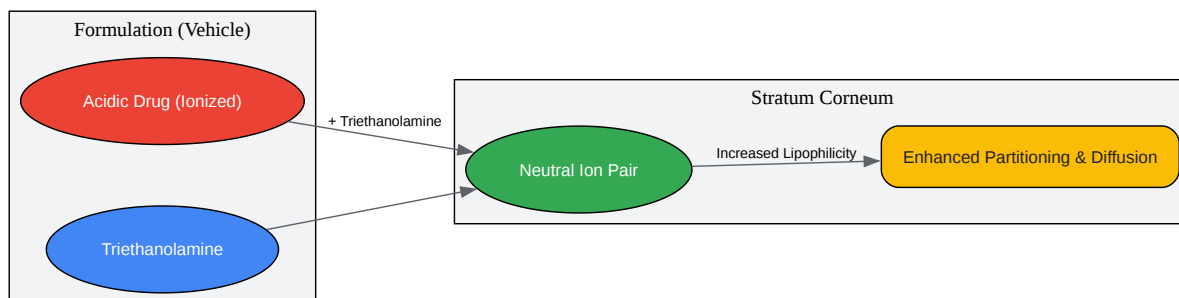 Formulation (Vehicle)
Acidic Drug (Ionized)
+ Triethanolamine
Triethanolamine
Stratum Corneum
Neutral Ion Pair
Increased Lipophilicity
Enhanced Partitioning & Diffusion